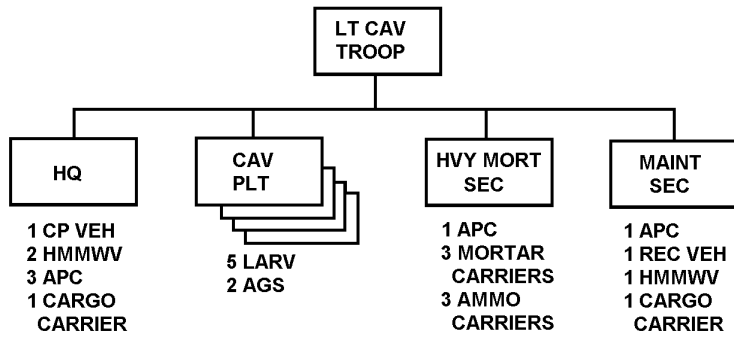 LT CAV
TROOP
HQ
1 CP VEH
2 HMMWV
3 APC
1 CARGO
CARRIER
CAV
PLT
5 LARV
2 AGS
HVY MORT
SEC
1 APC
3 MORTAR
CARRIERS
3 AMMO
CARRIERS
MAINT
SEC
1 APC
1 REC VEH
1 HMMWV
1 CARGO
CARRIER